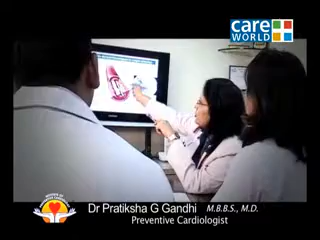 care
WORLD
Dr Pratiksha G Gandhi M.B.B.S., M.D.
Preventive Cardiologist